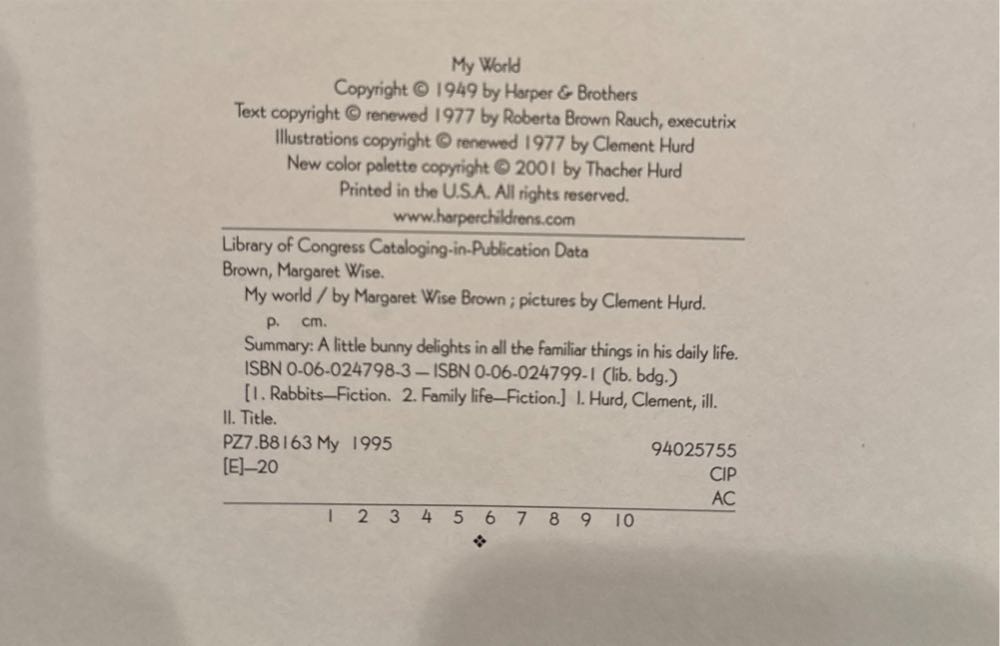 My World
Copyright © 1949 by Harper & Brothers
Text copyright © renewed 1977 by Roberta Brown Rauch, executrix
Illustrations copyright © renewed 1977 by Clement Hurd
New color palette copyright © 2001 by Thacher Hurd
Printed in the U.S.A. All rights reserved.
www.harperchildrens.com
Library of Congress Cataloging-in-Publication Data
Brown, Margaret Wise.
My world / by Margaret Wise Brown ; pictures by Clement Hurd.
p. cm.
Summary: A little bunny delights in all the familiar things in his daily life.
ISBN 0-06-024798-3 — ISBN 0-06-024799-1 (lib. bdg.)
[1. Rabbits—Fiction. 2. Family life—Fiction.] I. Hurd, Clement, ill.
II. Title.
PZ7.B8163 My 1995 94025755
[E]—20 CIP
AC
1 2 3 4 5 6 7 8 9 10
❖